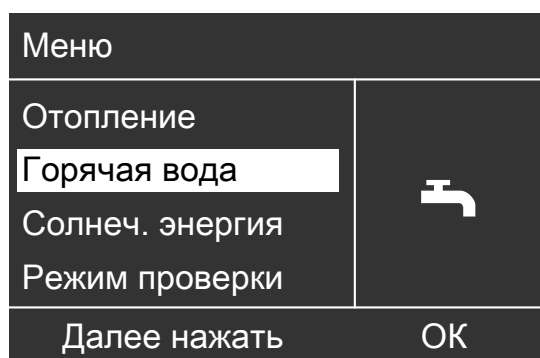 Меню
Отопление
Горячая вода
Солнеч. энергия
Режим проверки
Далее нажать OK